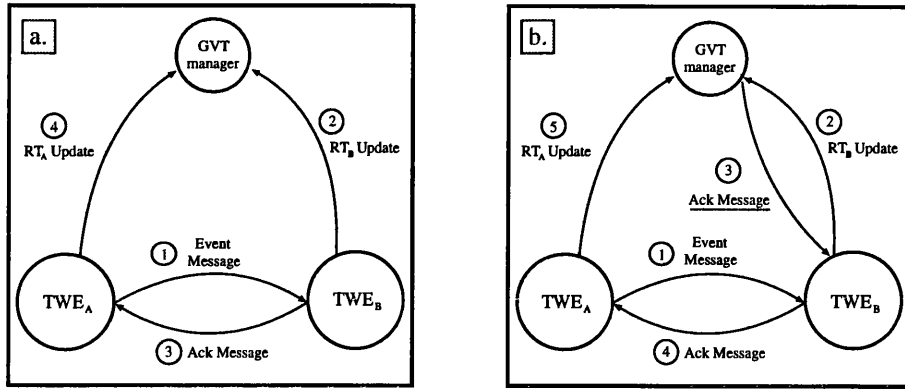 a.
GVT
manager
4
RT_A Update
2
RT_B Update
1
Event
Message
TWE_A
TWE_B
3 Ack Message
b.
GVT
manager
5
RT_A Update
2
RT_B Update
3
Ack Message
1
Event
Message
TWE_A
TWE_B
4 Ack Message